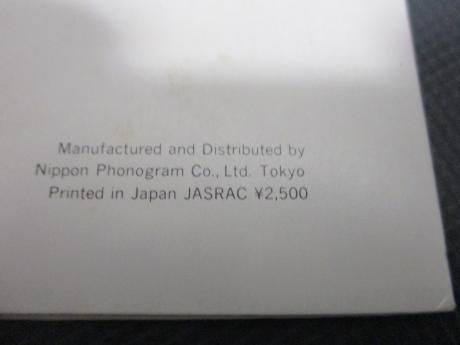 Manufactured and Distributed by
Nippon Phonogram Co., Ltd. Tokyo
Printed in Japan JASRAC ¥2,500